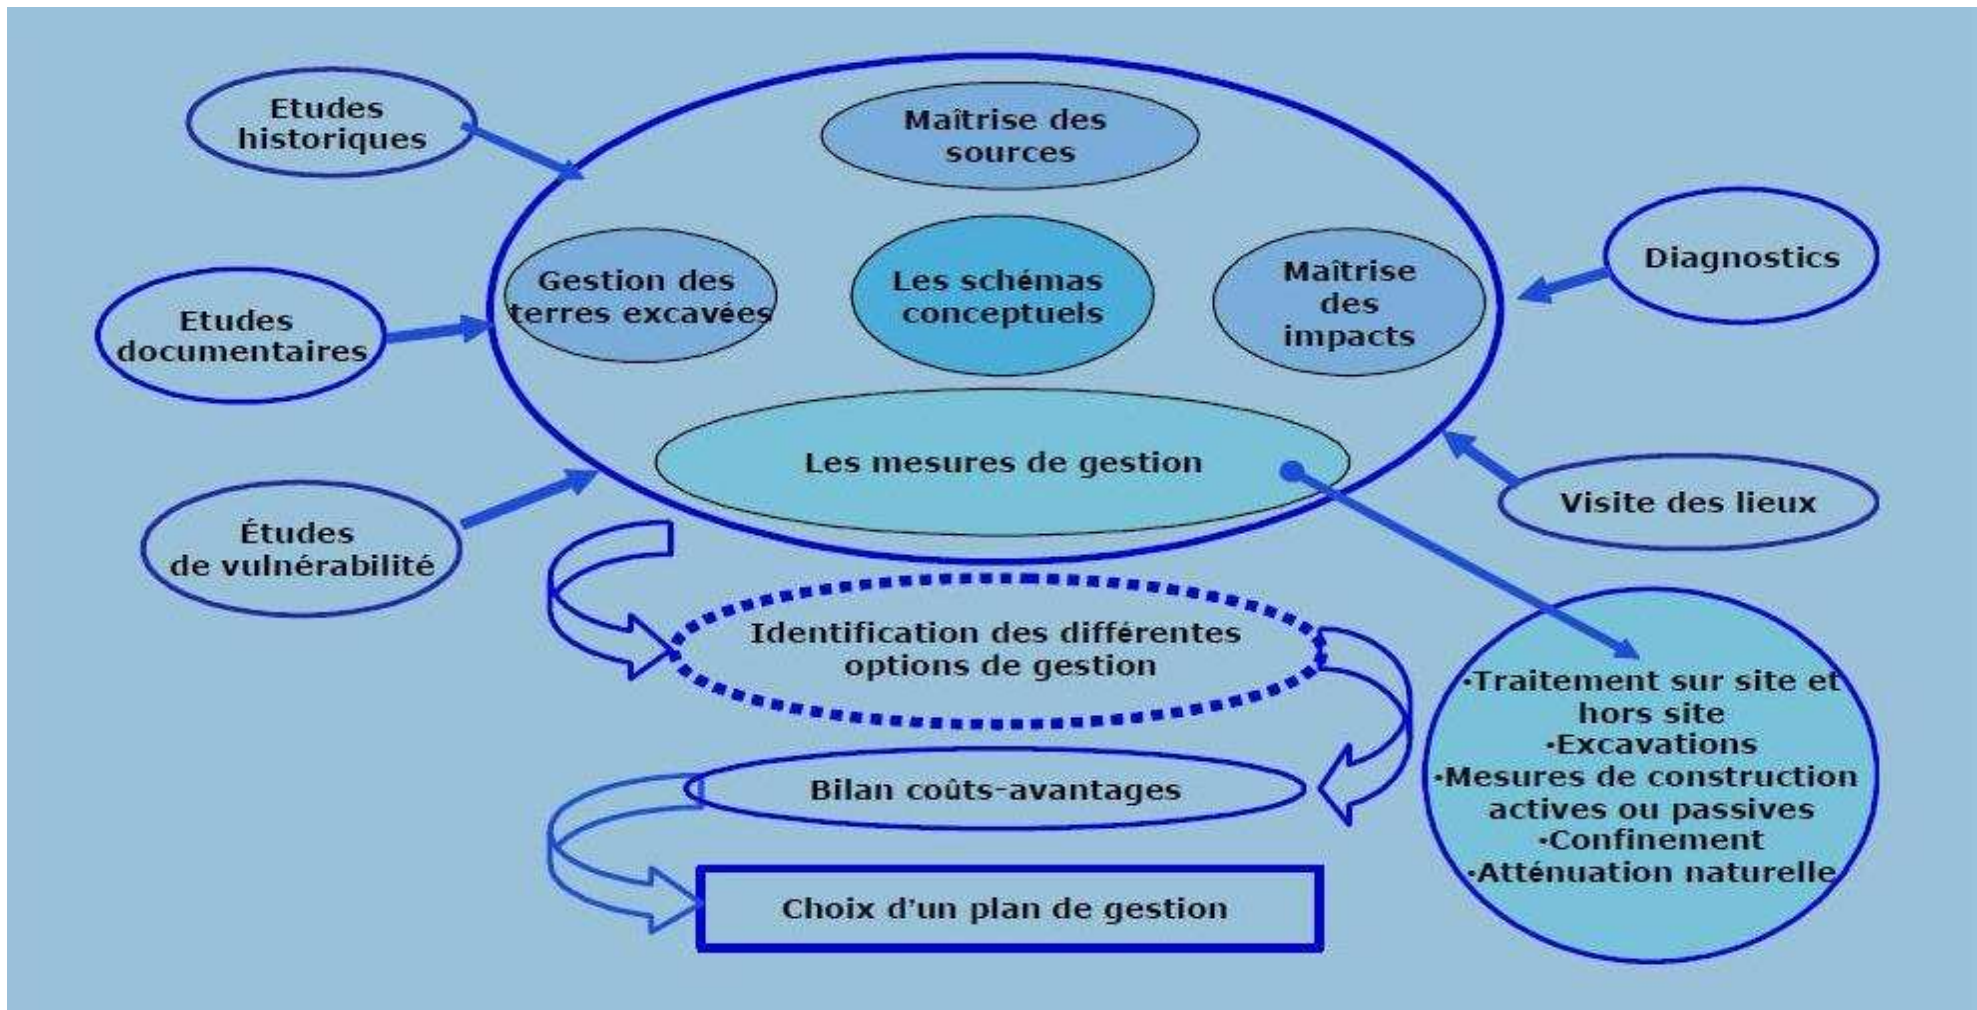 Etudes
historiques
Maîtrise des
sources
Gestion des
terres excavées
Les schémas
conceptuels
Maîtrise
des
impacts
Diagnostics
Etudes
documentaires
Les mesures de gestion
Visite des lieux
Études
de vulnérabilité
Identification des différentes
options de gestion
•Traitement sur site et
hors site
•Excavations
•Mesures de construction
actives ou passives
•Confinement
•Atténuation naturelle
Bilan coûts-avantages
Choix d’un plan de gestion